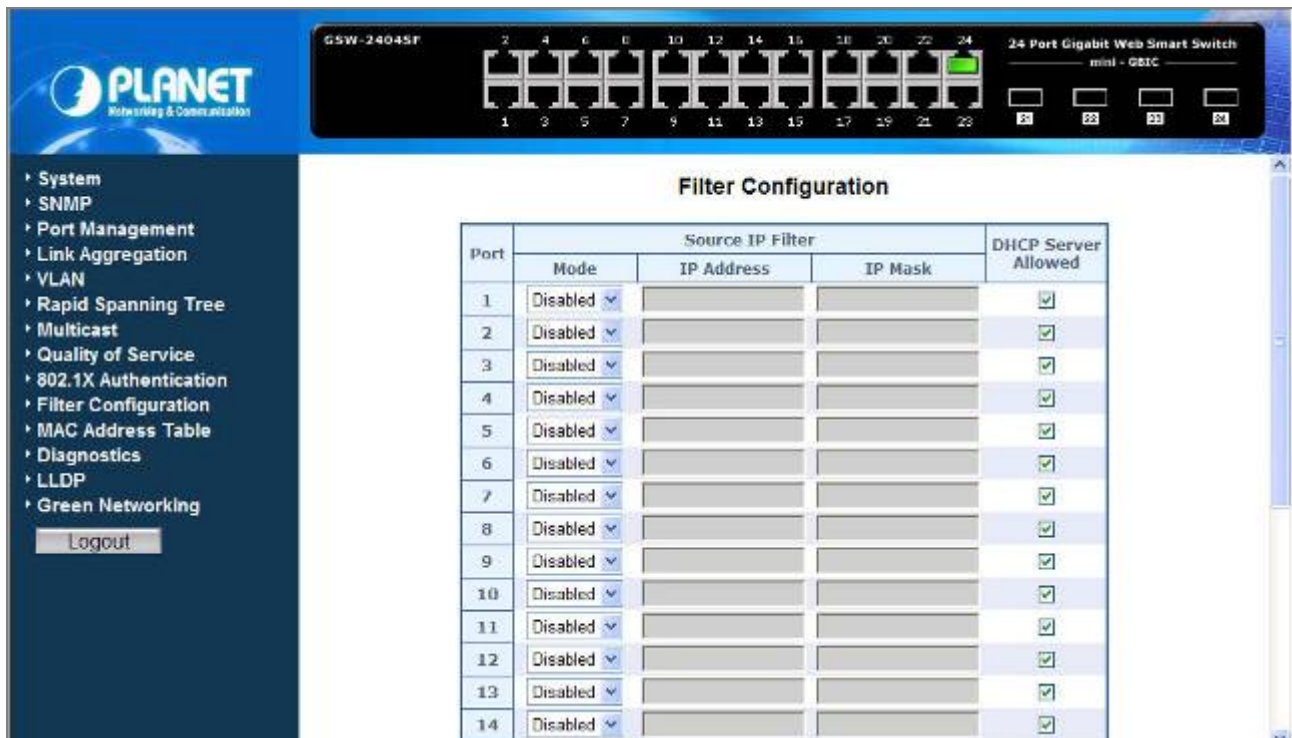 PLANET
Networking & Communication
GSW-2404SF
2 4 6 8 10 12 14 16 18 20 22 24
1 3 5 7 9 11 13 15 17 19 21 23
24 Port Gigabit Web Smart Switch
mini - GBIC
21 22 23 24
System
SNMP
Port Management
Link Aggregation
VLAN
Rapid Spanning Tree
Multicast
Quality of Service
802.1X Authentication
Filter Configuration
MAC Address Table
Diagnostics
LLDP
Green Networking
Logout
Filter Configuration
Port Source IP Filter DHCP Server Allowed
Mode IP Address IP Mask
1 Disabled
2 Disabled
3 Disabled
4 Disabled
5 Disabled
6 Disabled
7 Disabled
8 Disabled
9 Disabled
10 Disabled
11 Disabled
12 Disabled
13 Disabled
14 Disabled